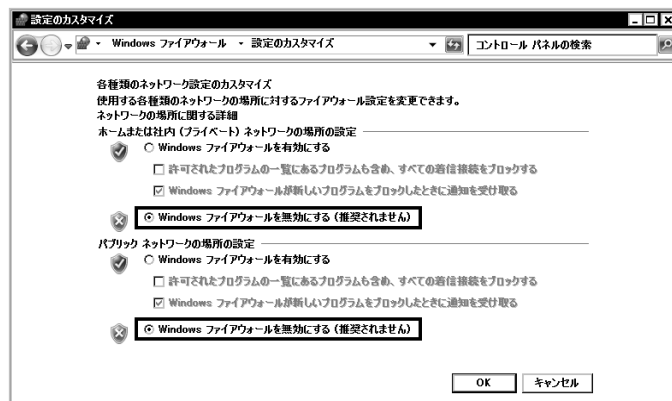 設定のカスタマイズ
Windows ファイアウォール ・ 設定のカスタマイズ
コントロール パネルの検索
各種類のネットワーク設定のカスタマイズ
使用する各種類のネットワークの場所に対するファイアウォール設定を変更できます。
ネットワークの場所に関する詳細
ホームまたは社内 (プライベート) ネットワークの場所の設定
Windows ファイアウォールを有効にする
許可されたプログラムの一覧にあるプログラムも含め、すべての着信接続をブロックする
Windows ファイアウォールが新しいプログラムをブロックしたときに通知を受け取る
Windows ファイアウォールを無効にする (推奨されません)
パブリック ネットワークの場所の設定
Windows ファイアウォールを有効にする
許可されたプログラムの一覧にあるプログラムも含め、すべての着信接続をブロックする
Windows ファイアウォールが新しいプログラムをブロックしたときに通知を受け取る
Windows ファイアウォールを無効にする (推奨されません)
OK キャンセル